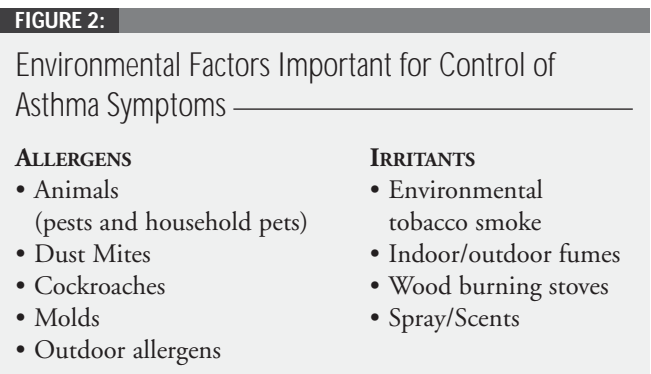 FIGURE 2:
Environmental Factors Important for Control of
Asthma Symptoms
ALLERGENS
• Animals
(pests and household pets)
• Dust Mites
• Cockroaches
• Molds
• Outdoor allergens
IRRITANTS
• Environmental
tobacco smoke
• Indoor/outdoor fumes
• Wood burning stoves
• Spray/Scents